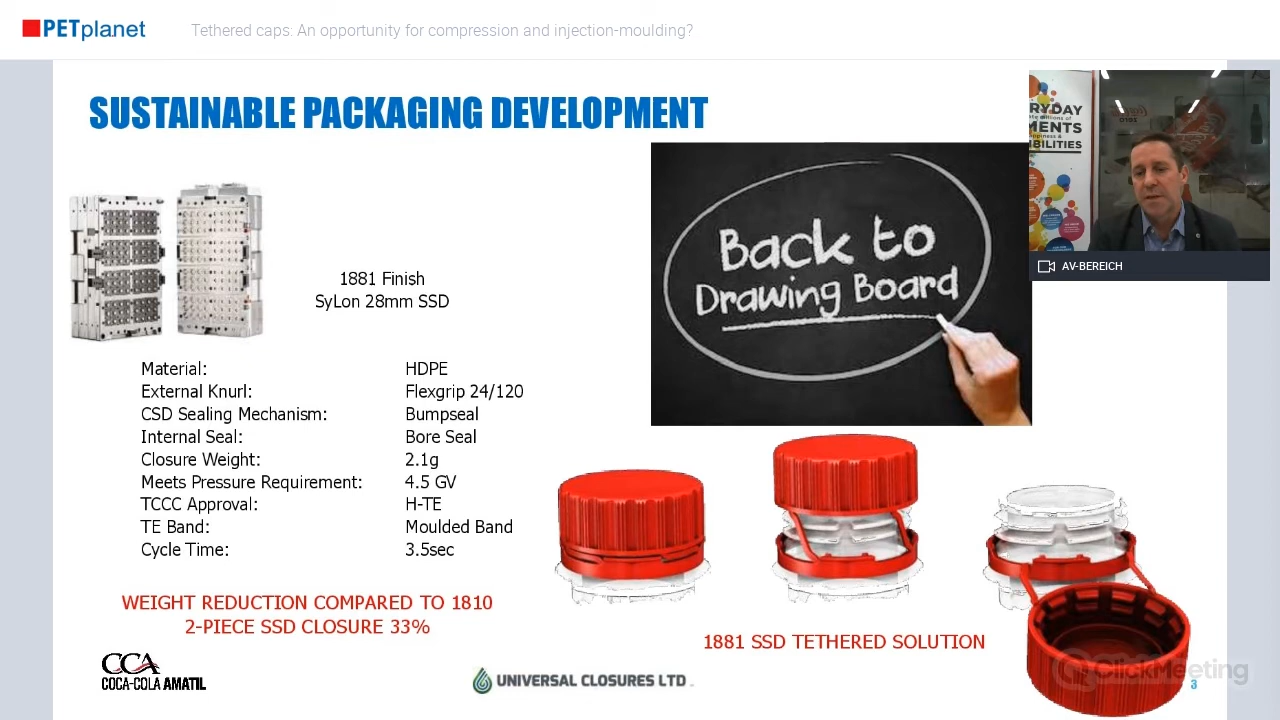 PETplanet
Tethered caps: An opportunity for compression and injection-moulding?
SUSTAINABLE PACKAGING DEVELOPMENT
1881 Finish
SyLon 28mm SSD
Material: HDPE
External Knurl: Flexgrip 24/120
CSD Sealing Mechanism: Bumpseal
Internal Seal: Bore Seal
Closure Weight: 2.1g
Meets Pressure Requirement: 4.5 GV
TCCC Approval: H-TE
TE Band: Moulded Band
Cycle Time: 3.5sec
WEIGHT REDUCTION COMPARED TO 1810
2-PIECE SSD CLOSURE 33%
CCA
COCA-COLA AMATIL
UNIVERSAL CLOSURES LTD
Back to
Drawing Board
1881 SSD TETHERED SOLUTION
AV-BEREICH
ClickMeeting
3